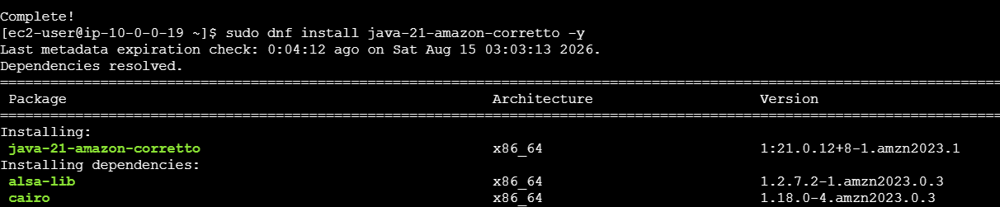 Complete!
[ec2-user@ip-10-0-0-19 ~]$ sudo dnf install java-21-amazon-corretto -y
Last metadata expiration check: 0:04:12 ago on Sat Aug 15 03:03:13 2026.
Dependencies resolved.
================================================================================
Package Architecture Version
================================================================================
Installing:
java-21-amazon-corretto x86_64 1:21.0.12+8-1.amzn2023.1
Installing dependencies:
alsa-lib x86_64 1.2.7.2-1.amzn2023.0.3
cairo x86_64 1.18.0-4.amzn2023.0.3